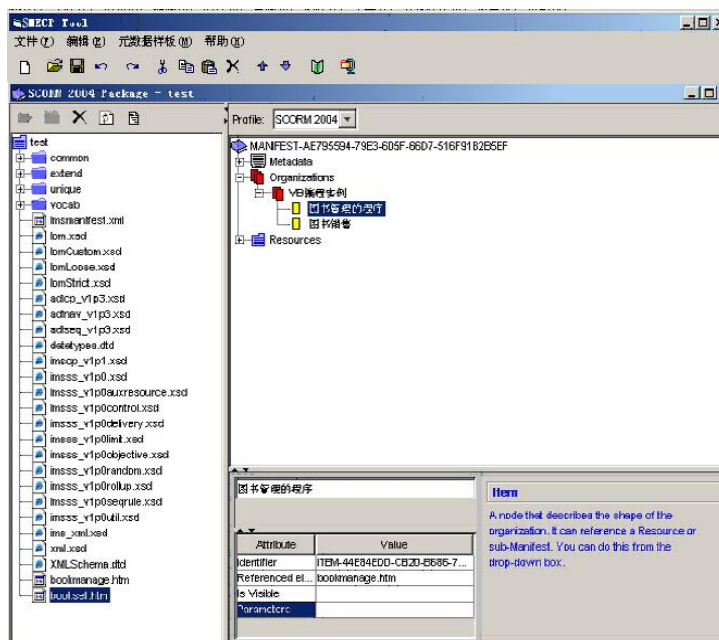 SMECP Tool
文件(F) 编辑(E) 元数据样板(M) 帮助(H)
SCORM 2004 Package - test
test
common
extend
unique
vocab
imsmanifest.xml
lom.xsd
lomCustom.xsd
lomLoose.xsd
lomStrict.xsd
adlcp_v1p3.xsd
adlnav_v1p3.xsd
adlseq_v1p3.xsd
datatypes.dtd
imscp_v1p1.xsd
imsss_v1p0.xsd
imsss_v1p0auxresource.xsd
imsss_v1p0control.xsd
imsss_v1p0delivery.xsd
imsss_v1p0limit.xsd
imsss_v1p0objective.xsd
imsss_v1p0random.xsd
imsss_v1p0rollup.xsd
imsss_v1p0seqrule.xsd
imsss_v1p0util.xsd
ims_xml.xsd
xml.xsd
XMLSchema.dtd
bookmanage.htm
booksell.htm
Profile: SCORM 2004
MANIFEST-AE795594-79E3-6D5F-66D7-516F9182B5EF
Metadata
Organizations
VB编程实例
图书管理的程序
图书销售
Resources
图书管理的程序
Attribute Value
Identifier ITEM-44E84EDD-CB2D-B686-7...
Referenced el... bookmanage.htm
Is Visible
Parameters
Item
A node that describes the shape of the
organization. It can reference a Resource or
sub-Manifest. You can do this from the
drop-down box.